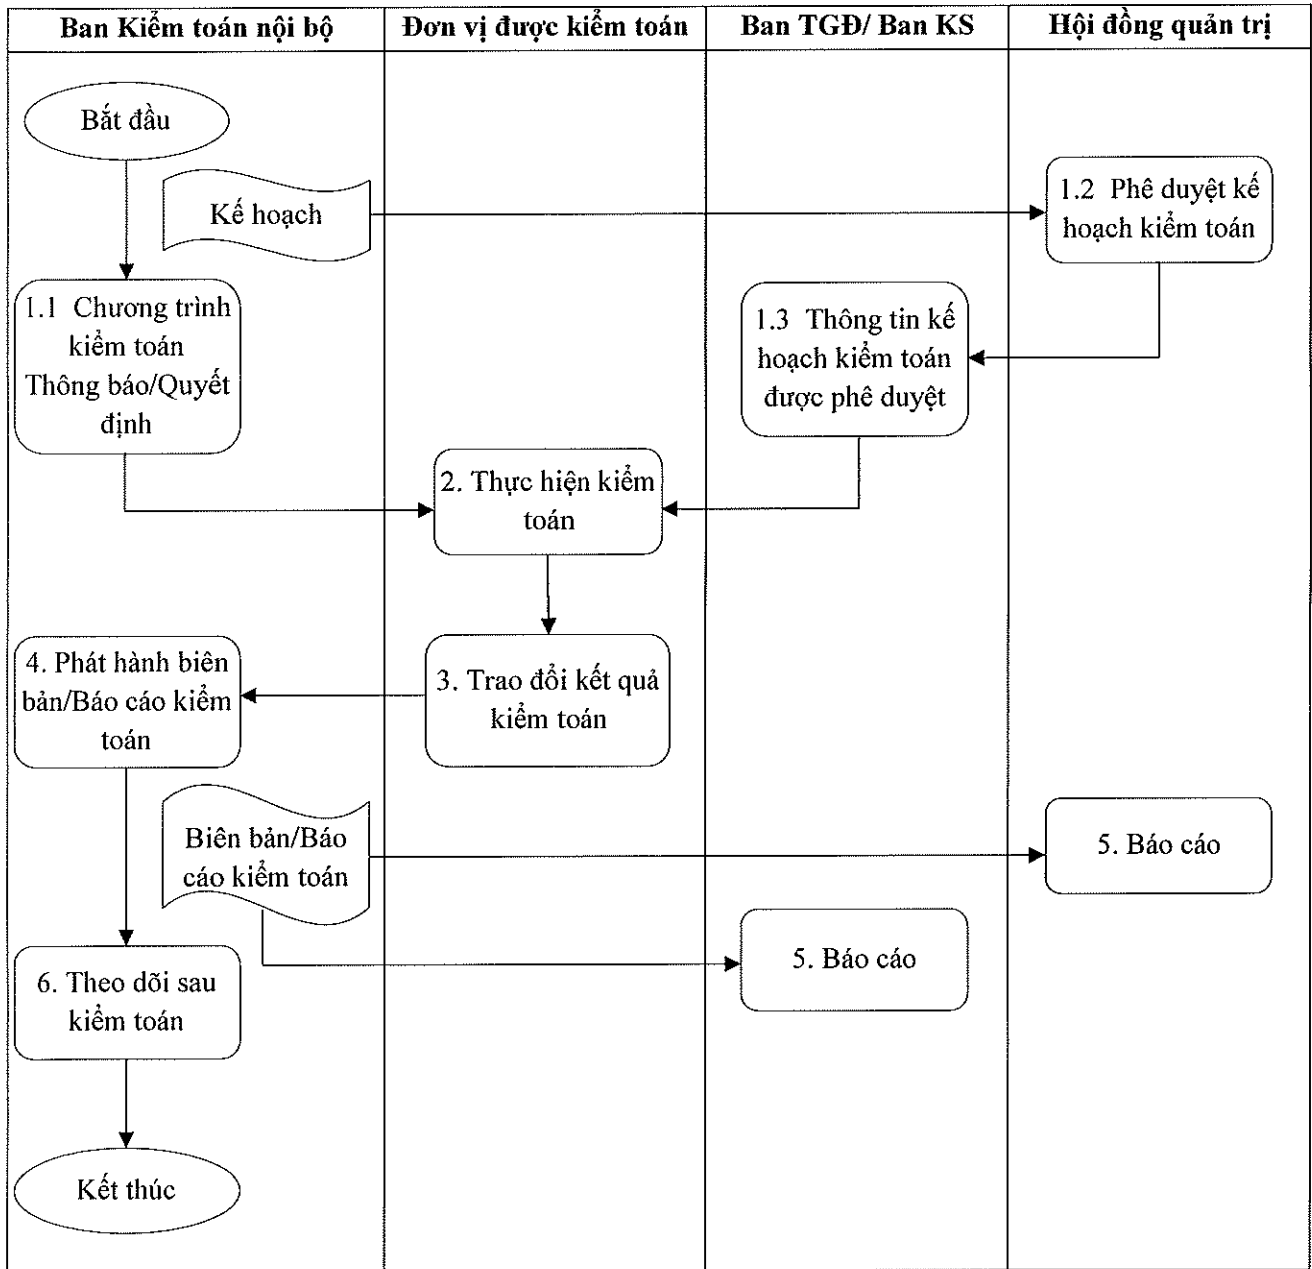 Ban Kiểm toán nội bộ
Đơn vị được kiểm toán
Ban TGĐ/ Ban KS
Hội đồng quản trị
Bắt đầu
Kế hoạch
1.2 Phê duyệt kế
hoạch kiểm toán
1.1 Chương trình
kiểm toán
Thông báo/Quyết
định
1.3 Thông tin kế
hoạch kiểm toán
được phê duyệt
2. Thực hiện kiểm
toán
3. Trao đổi kết quả
kiểm toán
4. Phát hành biên
bản/Báo cáo kiểm
toán
Biên bản/Báo
cáo kiểm toán
5. Báo cáo
5. Báo cáo
6. Theo dõi sau
kiểm toán
Kết thúc